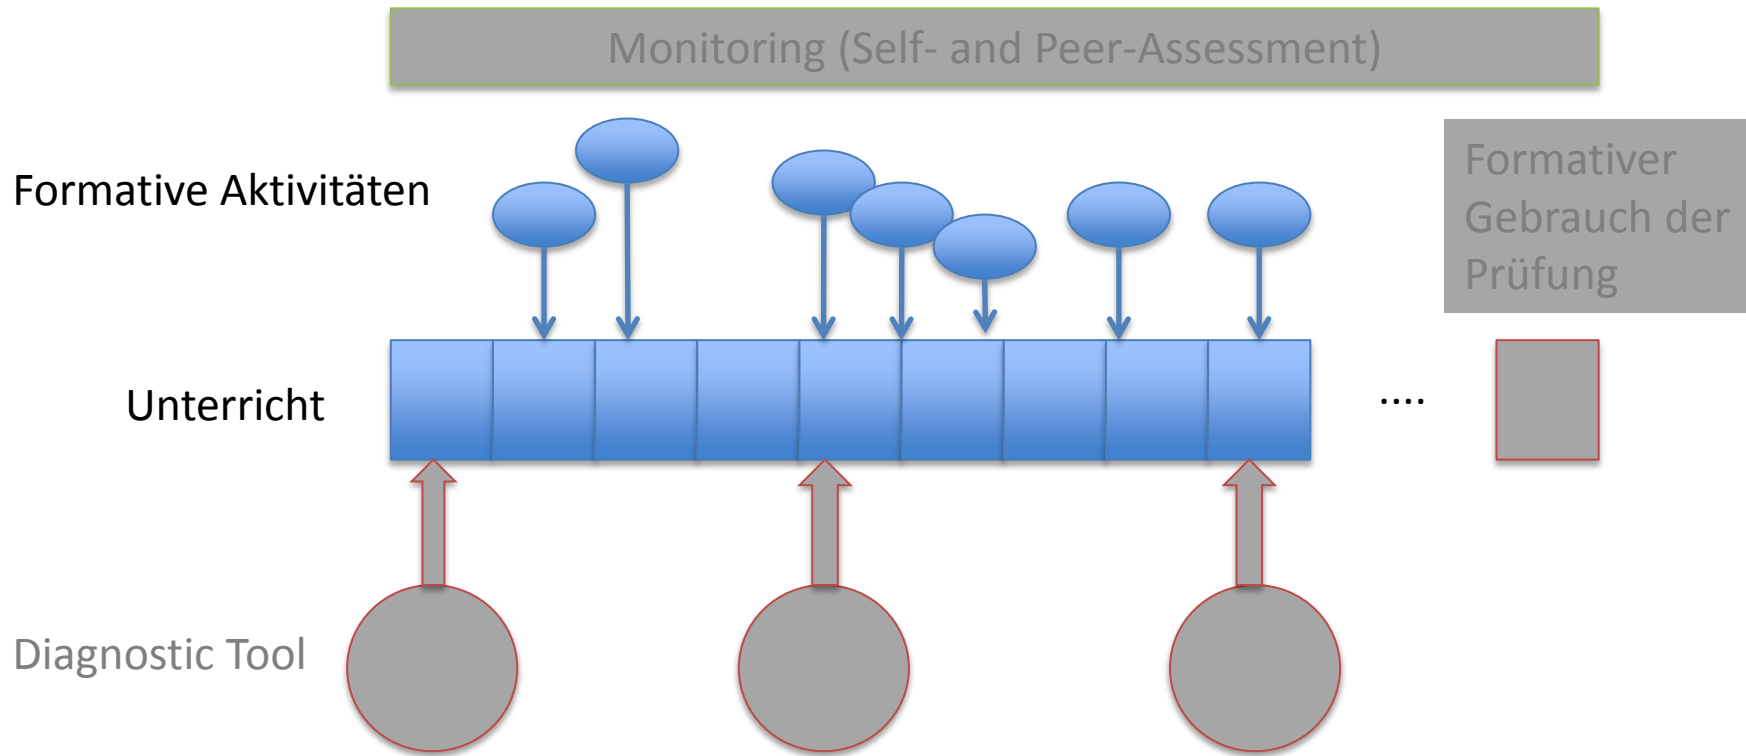 Monitoring (Self- and Peer-Assessment)
Formative Aktivitäten
Formativer
Gebrauch der
Prüfung
Unterricht
....
Diagnostic Tool